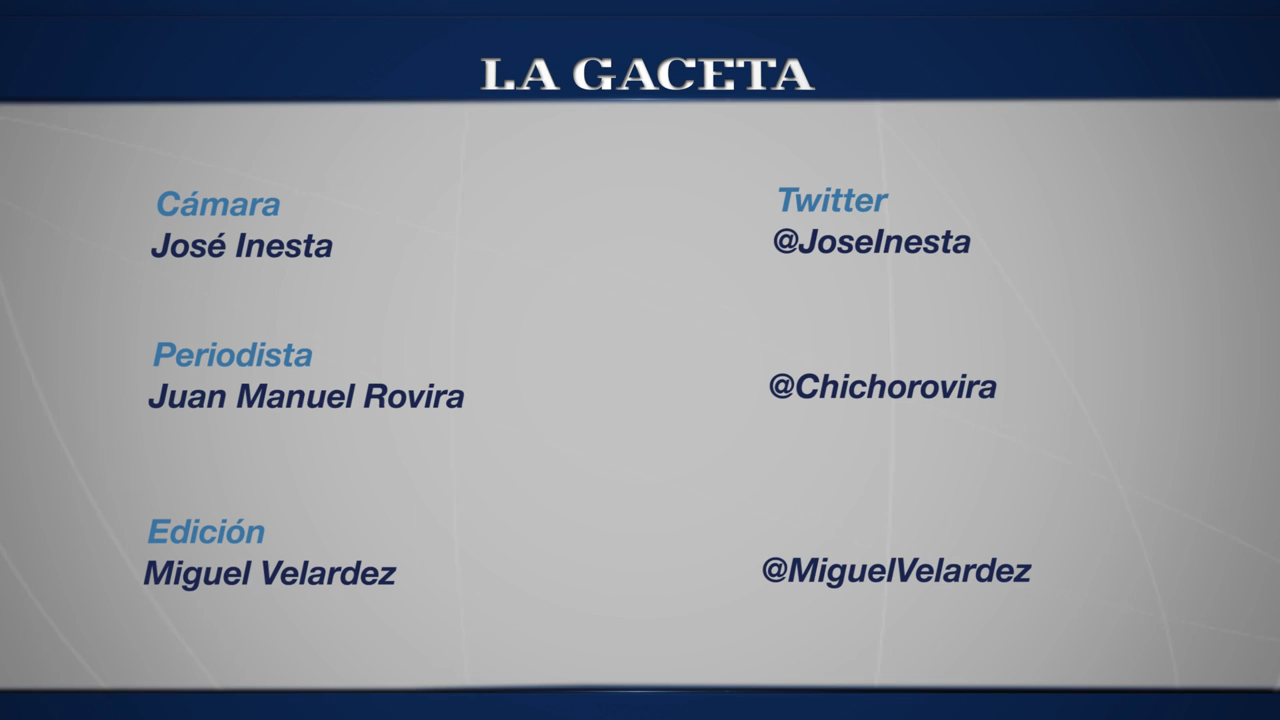 LA GACETA
Cámara
José Inesta
Twitter
@JoseInesta
Periodista
Juan Manuel Rovira
@Chichorovira
Edición
Miguel Velardez
@MiguelVelardez